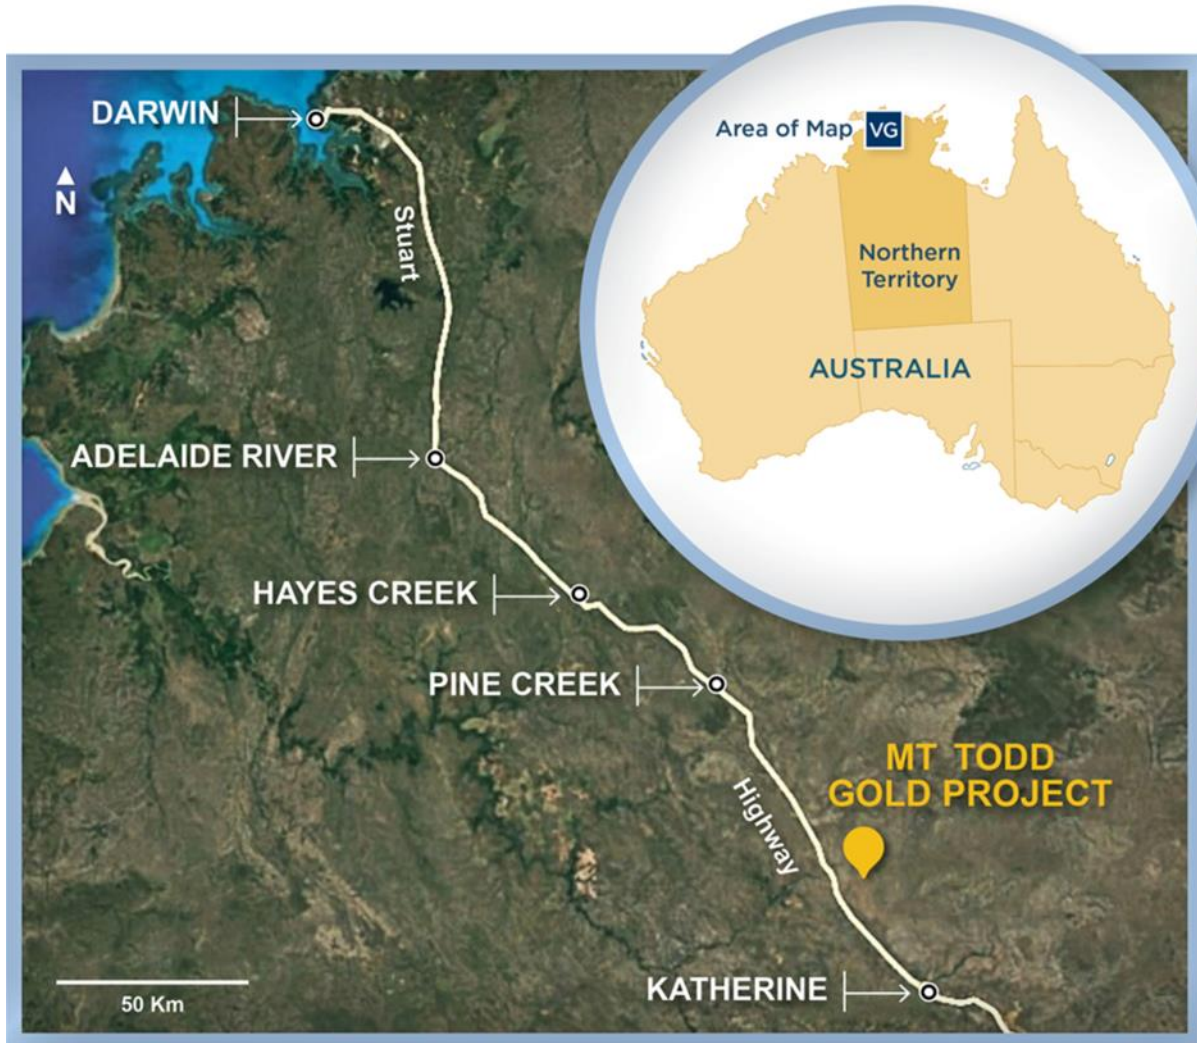 DARWIN
Area of Map
VG
N
Stuart
Northern
Territory
AUSTRALIA
ADELAIDE RIVER
HAYES CREEK
PINE CREEK
MT TODD
GOLD PROJECT
Highway
KATHERINE
50 Km